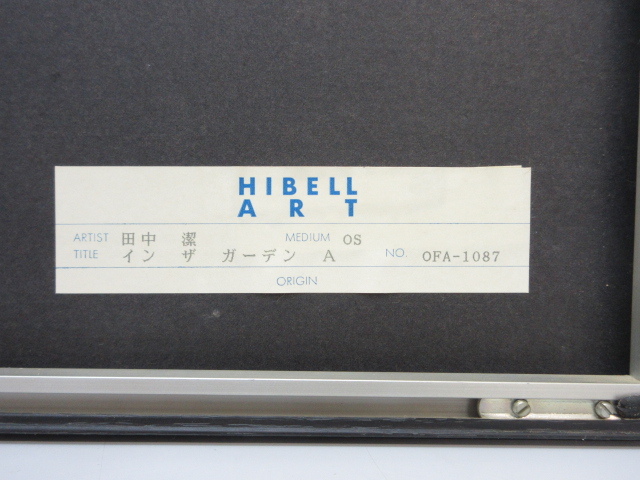 HIBELL
ART
ARTIST 田中 潔 MEDIUM OS
TITLE イン ザ ガーデン A NO. OFA-1087
ORIGIN